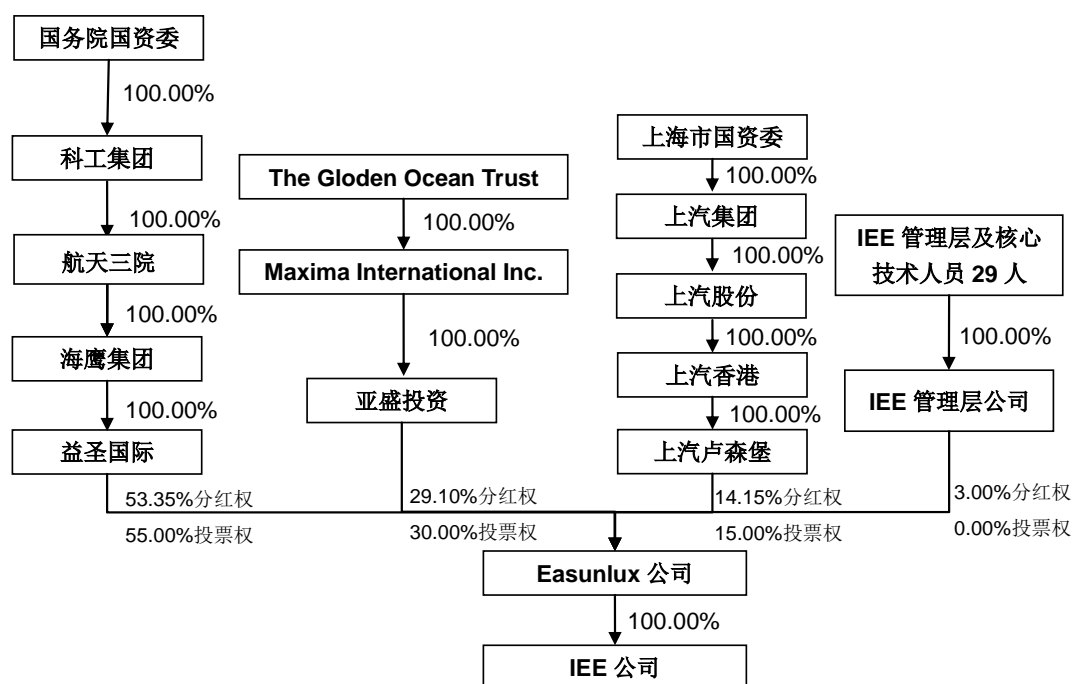 国务院国资委
100.00%
科工集团
100.00%
航天三院
100.00%
海鹰集团
100.00%
益圣国际
53.35%分红权
55.00%投票权
The Gloden Ocean Trust
100.00%
Maxima International Inc.
100.00%
亚盛投资
29.10%分红权
30.00%投票权
上海市国资委
100.00%
上汽集团
100.00%
上汽股份
100.00%
上汽香港
100.00%
上汽卢森堡
14.15%分红权
15.00%投票权
IEE 管理层及核心
技术人员 29 人
100.00%
IEE 管理层公司
3.00%分红权
0.00%投票权
Easunlux 公司
100.00%
IEE 公司